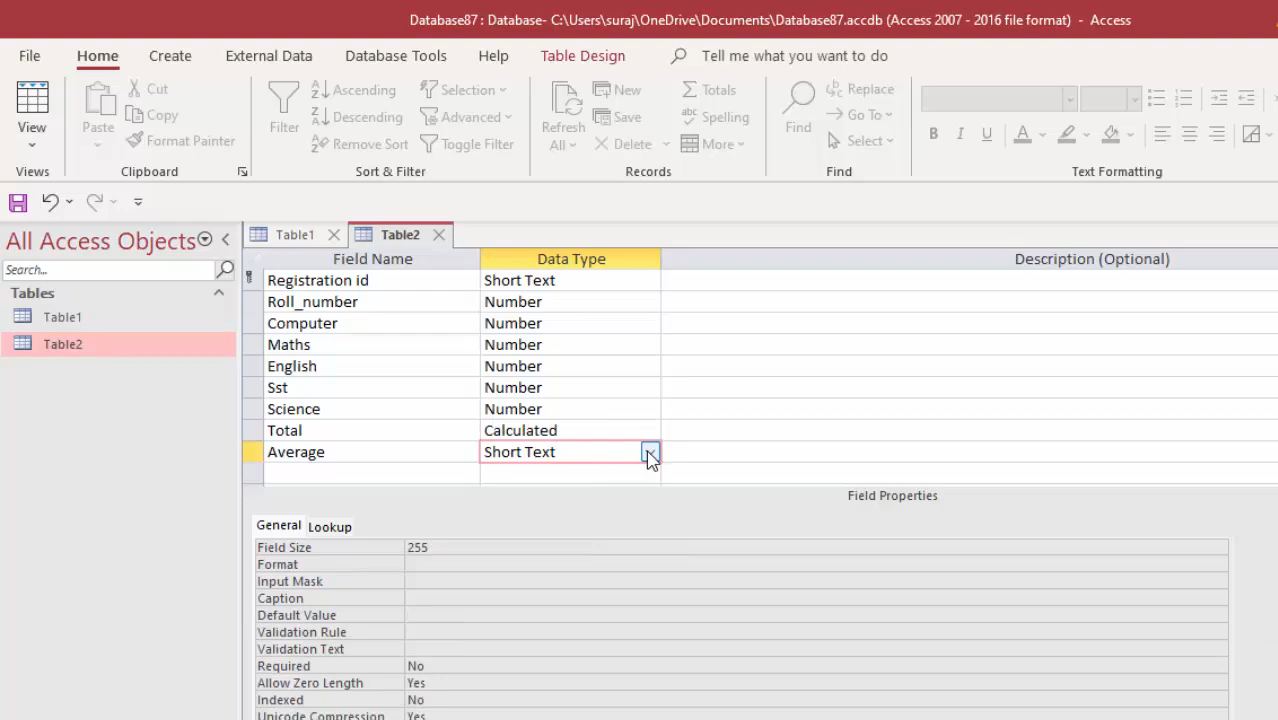 Database87 : Database- C:\Users\suraj\OneDrive\Documents\Database87.accdb (Access 2007 - 2016 file format) - Access
File Home Create External Data Database Tools Help Table Design Tell me what you want to do
View
Views
Paste
Cut
Copy
Format Painter
Clipboard
Filter
Ascending
Descending
Remove Sort
Selection
Advanced
Toggle Filter
Sort & Filter
Refresh
All
New
Save
Delete
Totals
Spelling
More
Records
Find
Replace
Go To
Select
Find
B I U A
Text Formatting
All Access Objects
Search...
Tables
Table1
Table2
Table1 Table2
Field Name Data Type Description (Optional)
Registration id Short Text
Roll_number Number
Computer Number
Maths Number
English Number
Sst Number
Science Number
Total Calculated
Average Short Text
Field Properties
General Lookup
Field Size 255
Format
Input Mask
Caption
Default Value
Validation Rule
Validation Text
Required No
Allow Zero Length Yes
Indexed No
Unicode Compression Yes